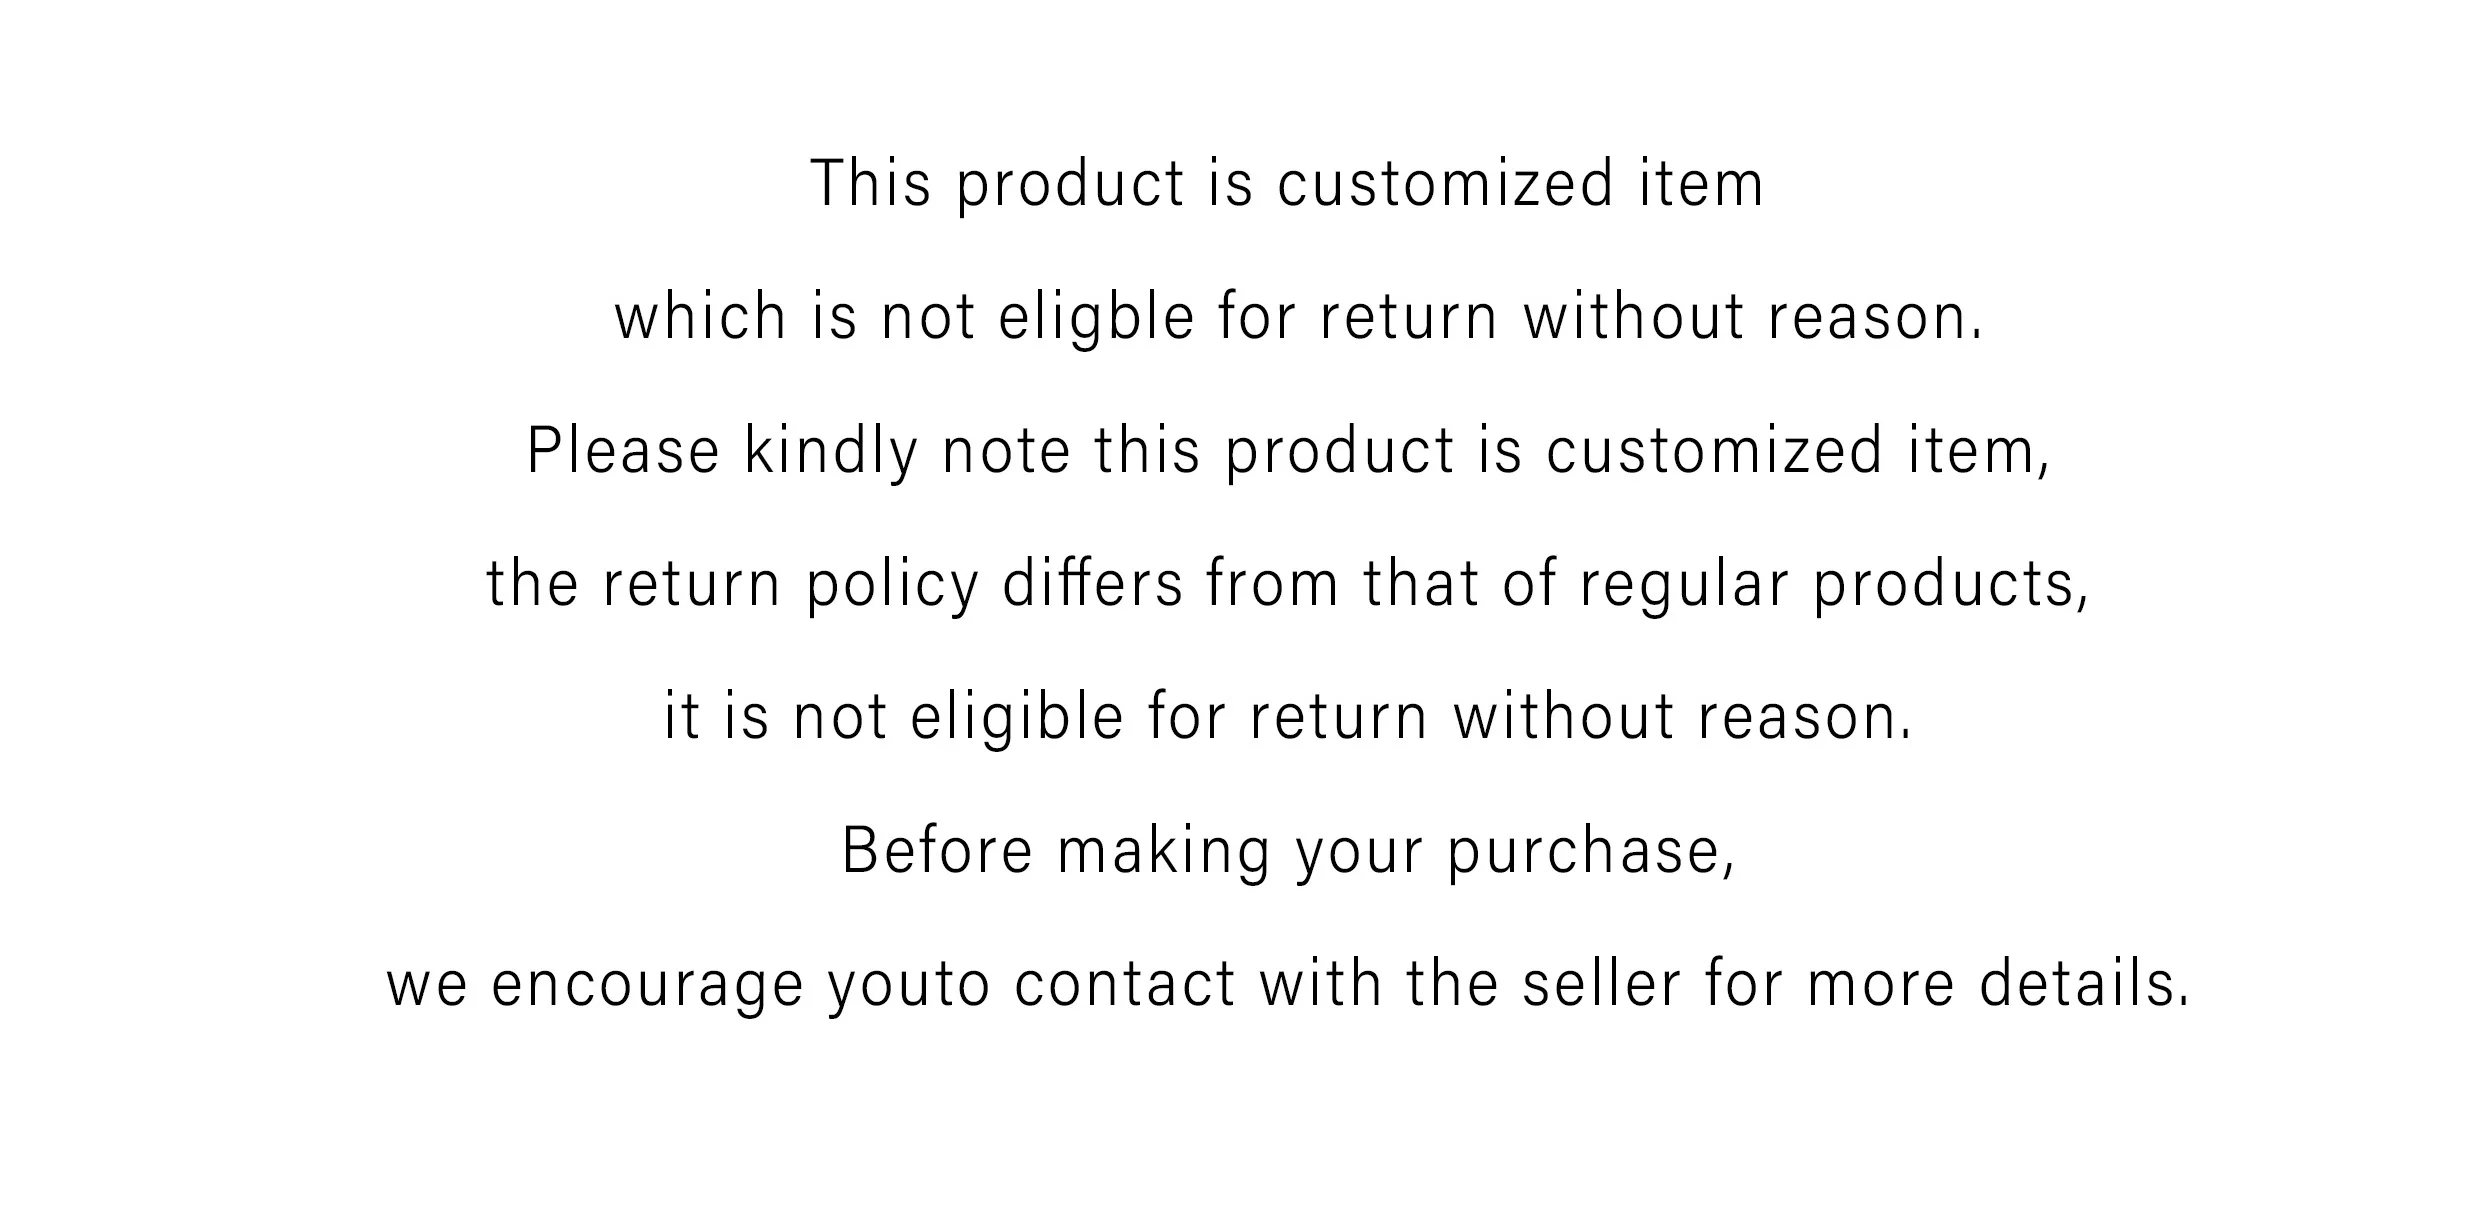 This product is customized item
which is not eligble for return without reason.
Please kindly note this product is customized item,
the return policy differs from that of regular products,
it is not eligible for return without reason.
Before making your purchase,
we encourage youto contact with the seller for more details.